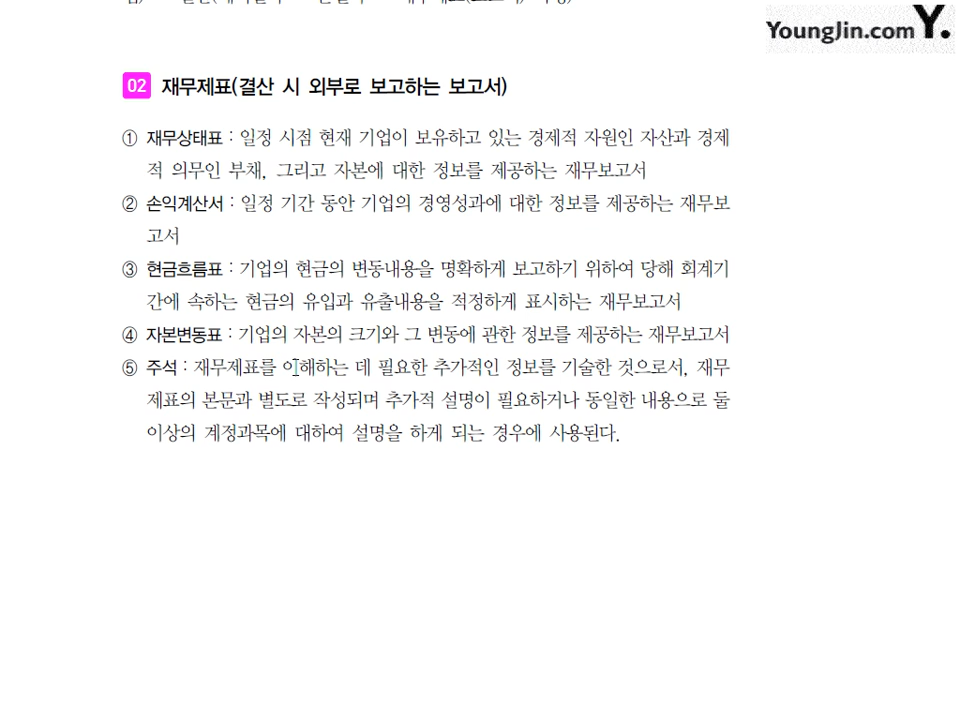 YoungJin.com Y.
02 재무제표(결산 시 외부로 보고하는 보고서)
① 재무상태표 : 일정 시점 현재 기업이 보유하고 있는 경제적 자원인 자산과 경제
적 의무인 부채, 그리고 자본에 대한 정보를 제공하는 재무보고서
② 손익계산서 : 일정 기간 동안 기업의 경영성과에 대한 정보를 제공하는 재무보
고서
③ 현금흐름표 : 기업의 현금의 변동내용을 명확하게 보고하기 위하여 당해 회계기
간에 속하는 현금의 유입과 유출내용을 적정하게 표시하는 재무보고서
④ 자본변동표 : 기업의 자본의 크기와 그 변동에 관한 정보를 제공하는 재무보고서
⑤ 주석 : 재무제표를 이해하는 데 필요한 추가적인 정보를 기술한 것으로서, 재무
제표의 본문과 별도로 작성되며 추가적 설명이 필요하거나 동일한 내용으로 둘
이상의 계정과목에 대하여 설명을 하게 되는 경우에 사용된다.